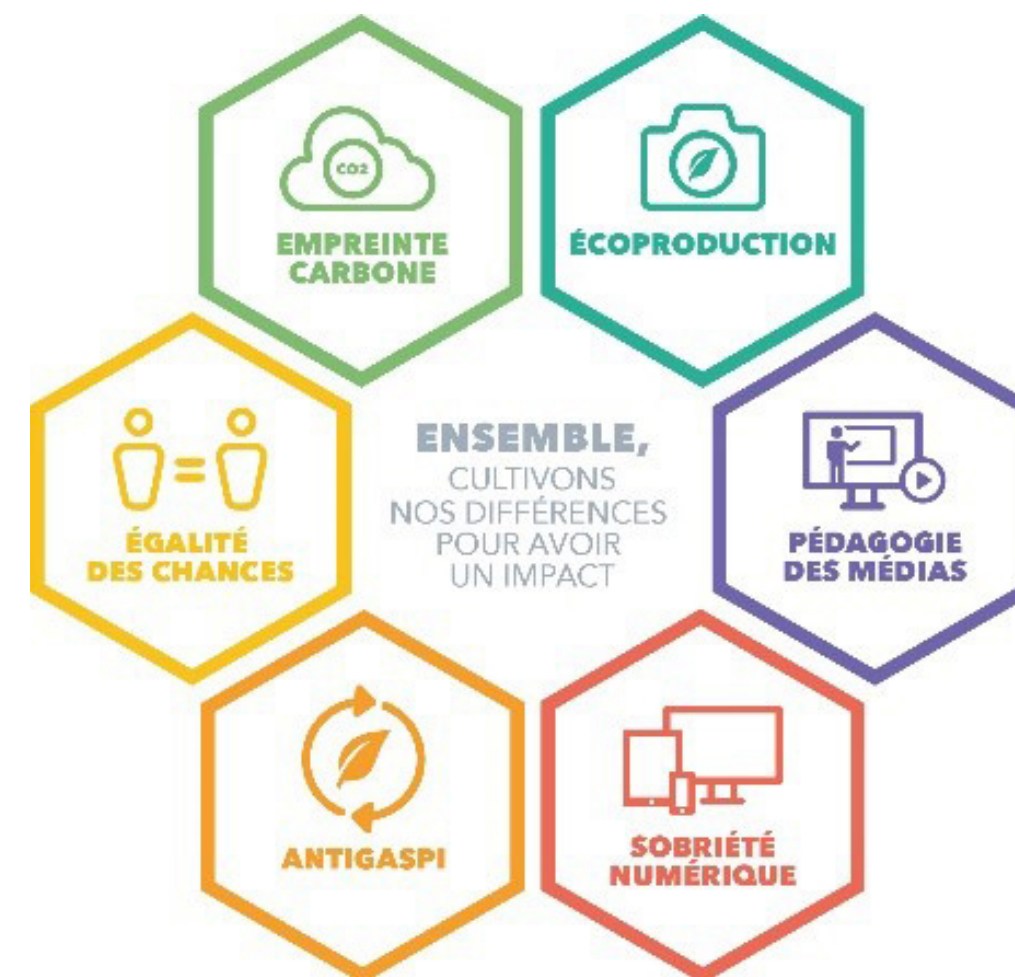 CO2
EMPREINTE
CARBONE
ÉCOPRODUCTION
ÉGALITÉ
DES CHANCES
ENSEMBLE,
CULTIVONS
NOS DIFFÉRENCES
POUR AVOIR
UN IMPACT
PÉDAGOGIE
DES MÉDIAS
ANTIGASPI
SOBRIÉTÉ
NUMÉRIQUE